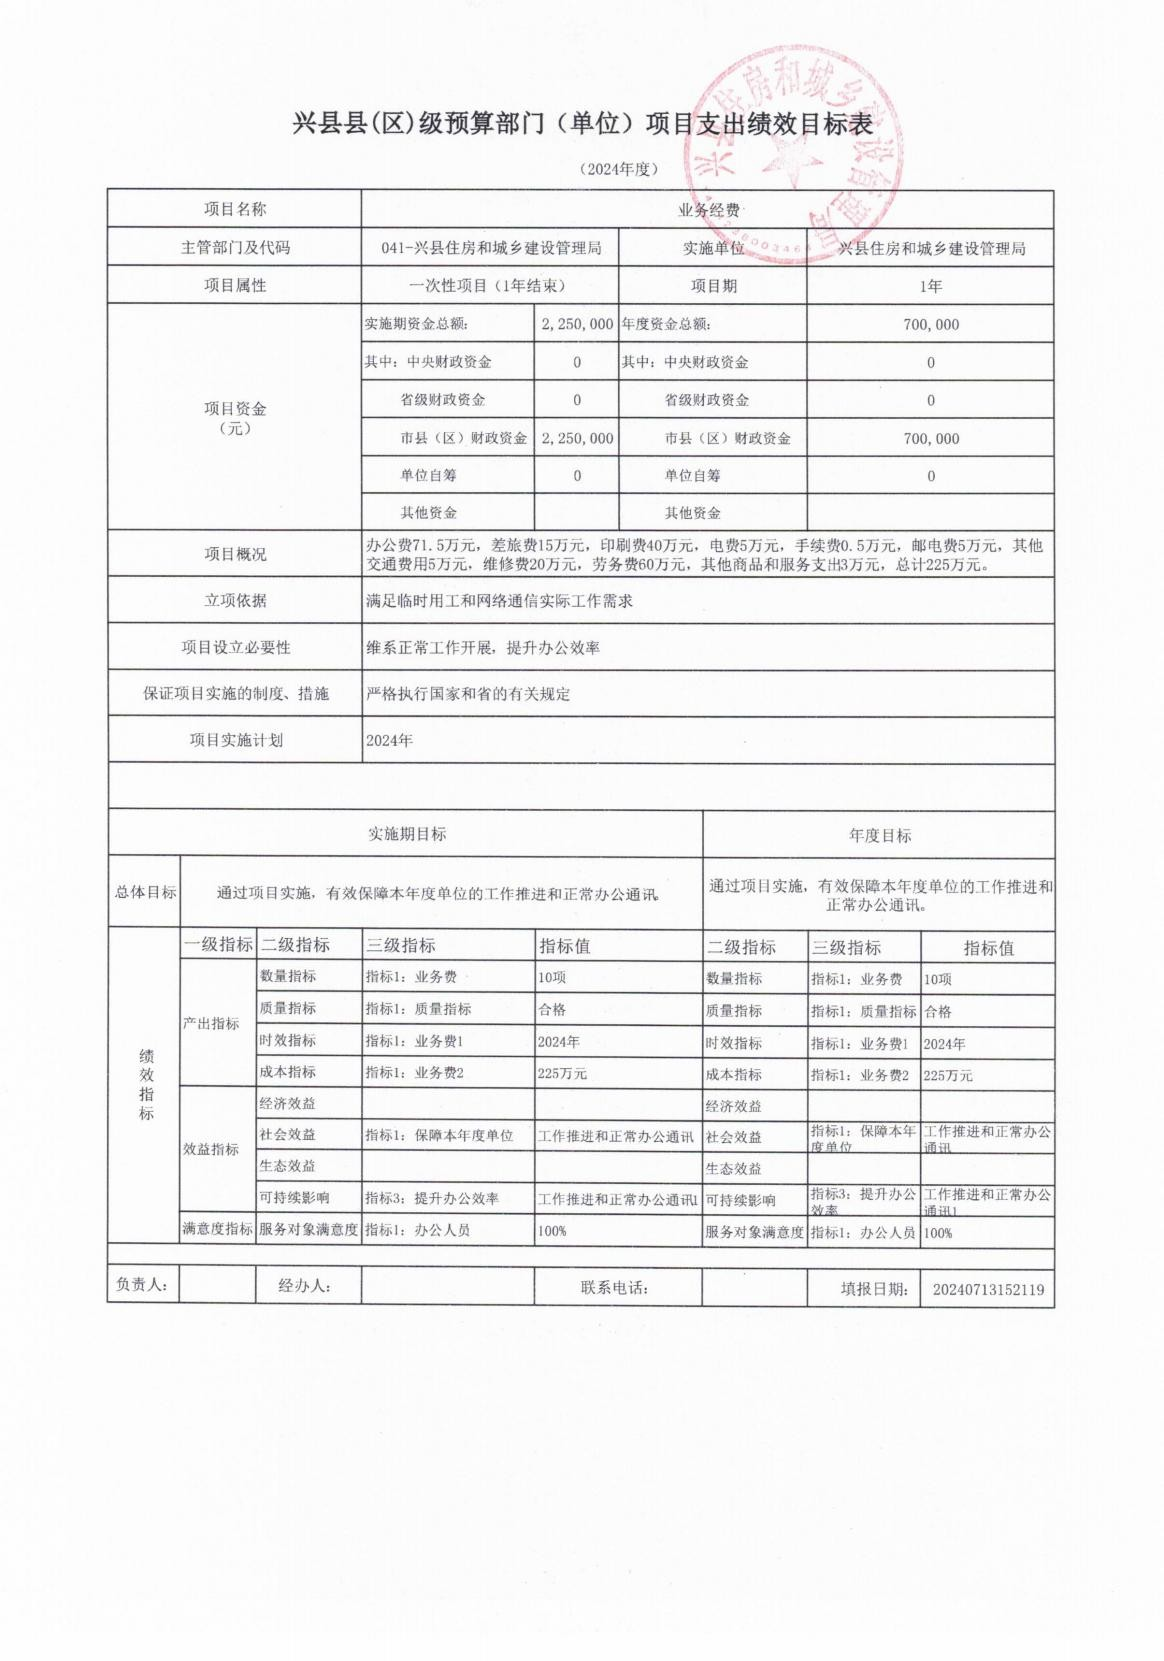 兴县县(区)级预算部门（单位）项目支出绩效目标表
（2024年度）
项目名称 业务经费
主管部门及代码 041-兴县住房和城乡建设管理局 实施单位 兴县住房和城乡建设管理局
项目属性 一次性项目（1年结束） 项目期 1年
项目资金
（元）
实施期资金总额： 2,250,000 年度资金总额： 700,000
其中：中央财政资金 0 其中：中央财政资金 0
省级财政资金 0 省级财政资金 0
市县（区）财政资金 2,250,000 市县（区）财政资金 700,000
单位自筹 0 单位自筹 0
其他资金 其他资金
项目概况 办公费71.5万元，差旅费15万元，印刷费40万元，电费5万元，手续费0.5万元，邮电费5万元，其他
交通费用5万元，维修费20万元，劳务费60万元，其他商品和服务支出3万元，总计225万元。
立项依据 满足临时用工和网络通信实际工作需求
项目设立必要性 维系正常工作开展，提升办公效率
保证项目实施的制度、措施 严格执行国家和省的有关规定
项目实施计划 2024年
实施期目标 年度目标
总体目标 通过项目实施，有效保障本年度单位的工作推进和正常办公通讯。 通过项目实施，有效保障本年度单位的工作推进和
正常办公通讯。
绩效指标
一级指标 二级指标 三级指标 指标值 二级指标 三级指标 指标值
产出指标
数量指标 指标1：业务费 10项 数量指标 指标1：业务费 10项
质量指标 指标1：质量指标 合格 质量指标 指标1：质量指标 合格
时效指标 指标1：业务费1 2024年 时效指标 指标1：业务费1 2024年
成本指标 指标1：业务费2 225万元 成本指标 指标1：业务费2 225万元
效益指标
经济效益 经济效益
社会效益 指标1：保障本年度单位 工作推进和正常办公通讯 社会效益 指标1：保障本年度单位 工作推进和正常办公通讯
生态效益 生态效益
可持续影响 指标3：提升办公效率 工作推进和正常办公通讯1 可持续影响 指标3：提升办公效率 工作推进和正常办公通讯1
满意度指标 服务对象满意度 指标1：办公人员 100% 服务对象满意度 指标1：办公人员 100%
负责人： 经办人： 联系电话： 填报日期： 20240713152119
兴县住房和城乡建设管理局